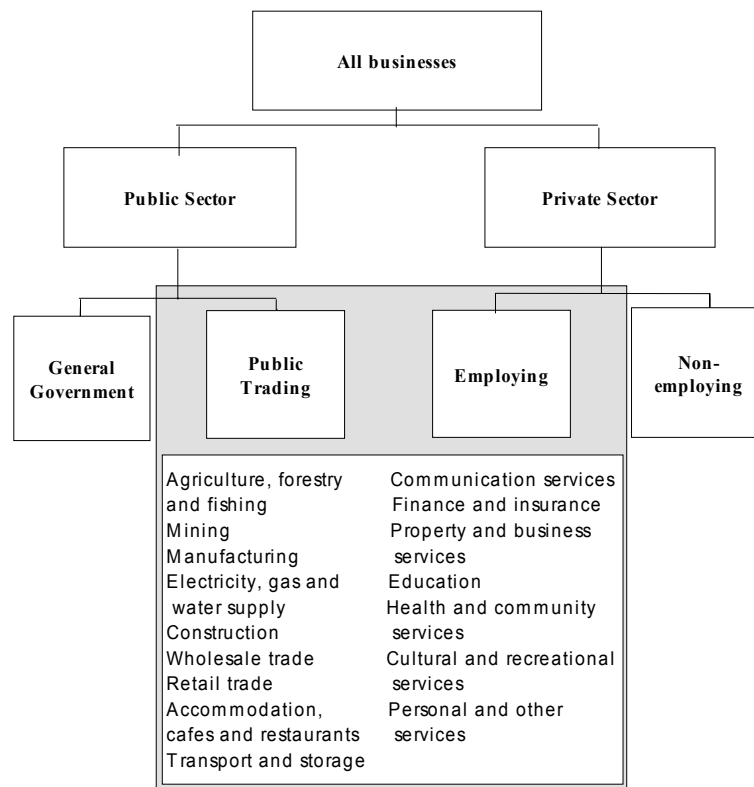 All businesses
Public Sector
Private Sector
General
Government
Public
Trading
Employing
Non-
employing
Agriculture, forestry
and fishing
Mining
Manufacturing
Electricity, gas and
water supply
Construction
Wholesale trade
Retail trade
Accommodation,
cafes and restaurants
Transport and storage
Communication services
Finance and insurance
Property and business
services
Education
Health and community
services
Cultural and recreational
services
Personal and other
services